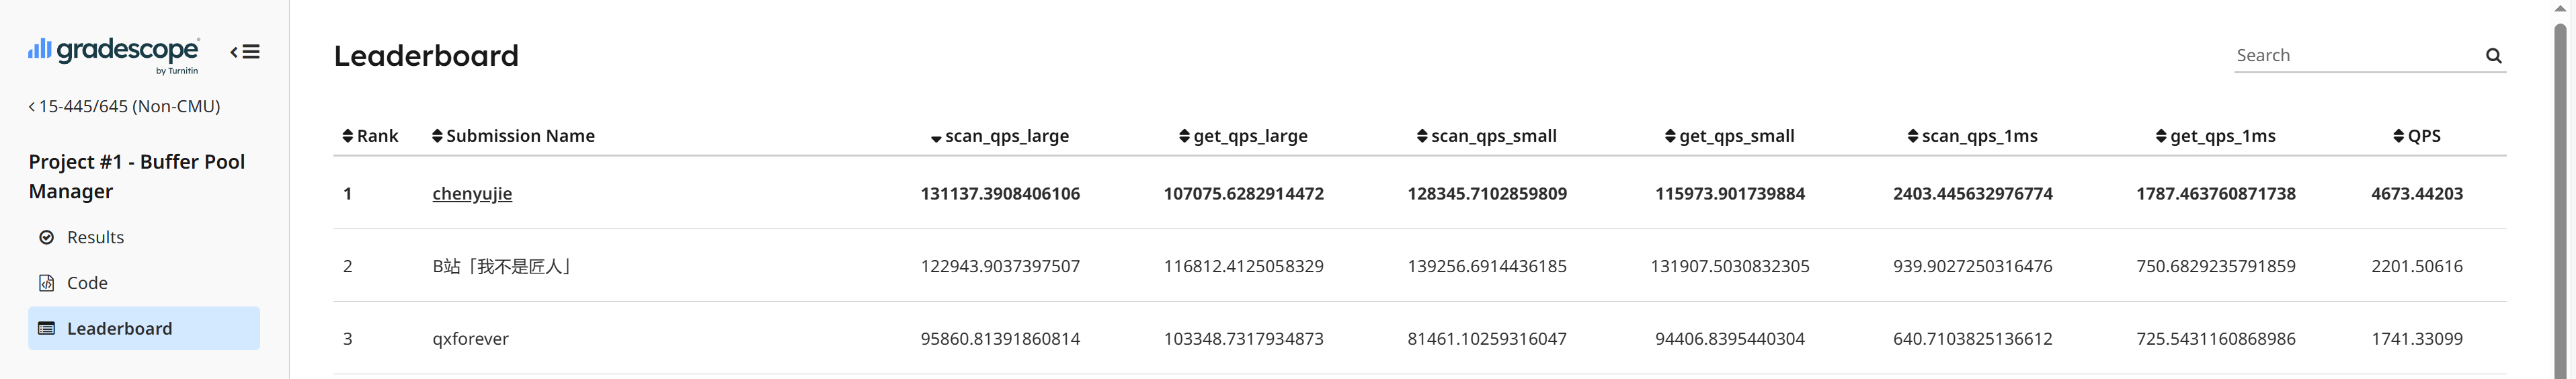 gradescope
by Turnitin
15-445/645 (Non-CMU)
Project #1 - Buffer Pool
Manager
Results
Code
Leaderboard
Leaderboard
Search
Rank Submission Name scan_qps_large get_qps_large scan_qps_small get_qps_small scan_qps_1ms get_qps_1ms QPS
1 chenyujie 131137.3908406106 107075.6282914472 128345.7102859809 115973.901739884 2403.445632976774 1787.463760871738 4673.44203
2 B站「我不是匠人」 122943.9037397507 116812.4125058329 139256.6914436185 131907.5030832305 939.9027250316476 750.6829235791859 2201.50616
3 qxforever 95860.81391860814 103348.7317934873 81461.10259316047 94406.8395440304 640.7103825136612 725.5431160868986 1741.33099